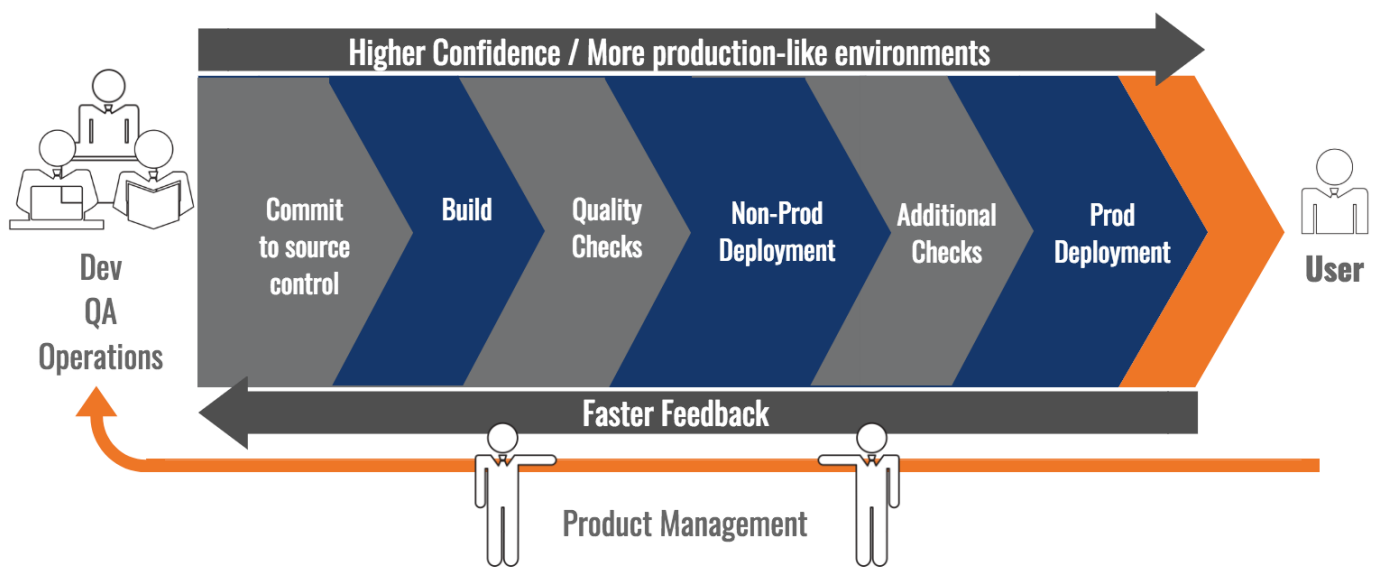 Higher Confidence / More production-like environments
Dev
QA
Operations
Commit
to source
control
Build
Quality
Checks
Non-Prod
Deployment
Additional
Checks
Prod
Deployment
User
Faster Feedback
Product Management